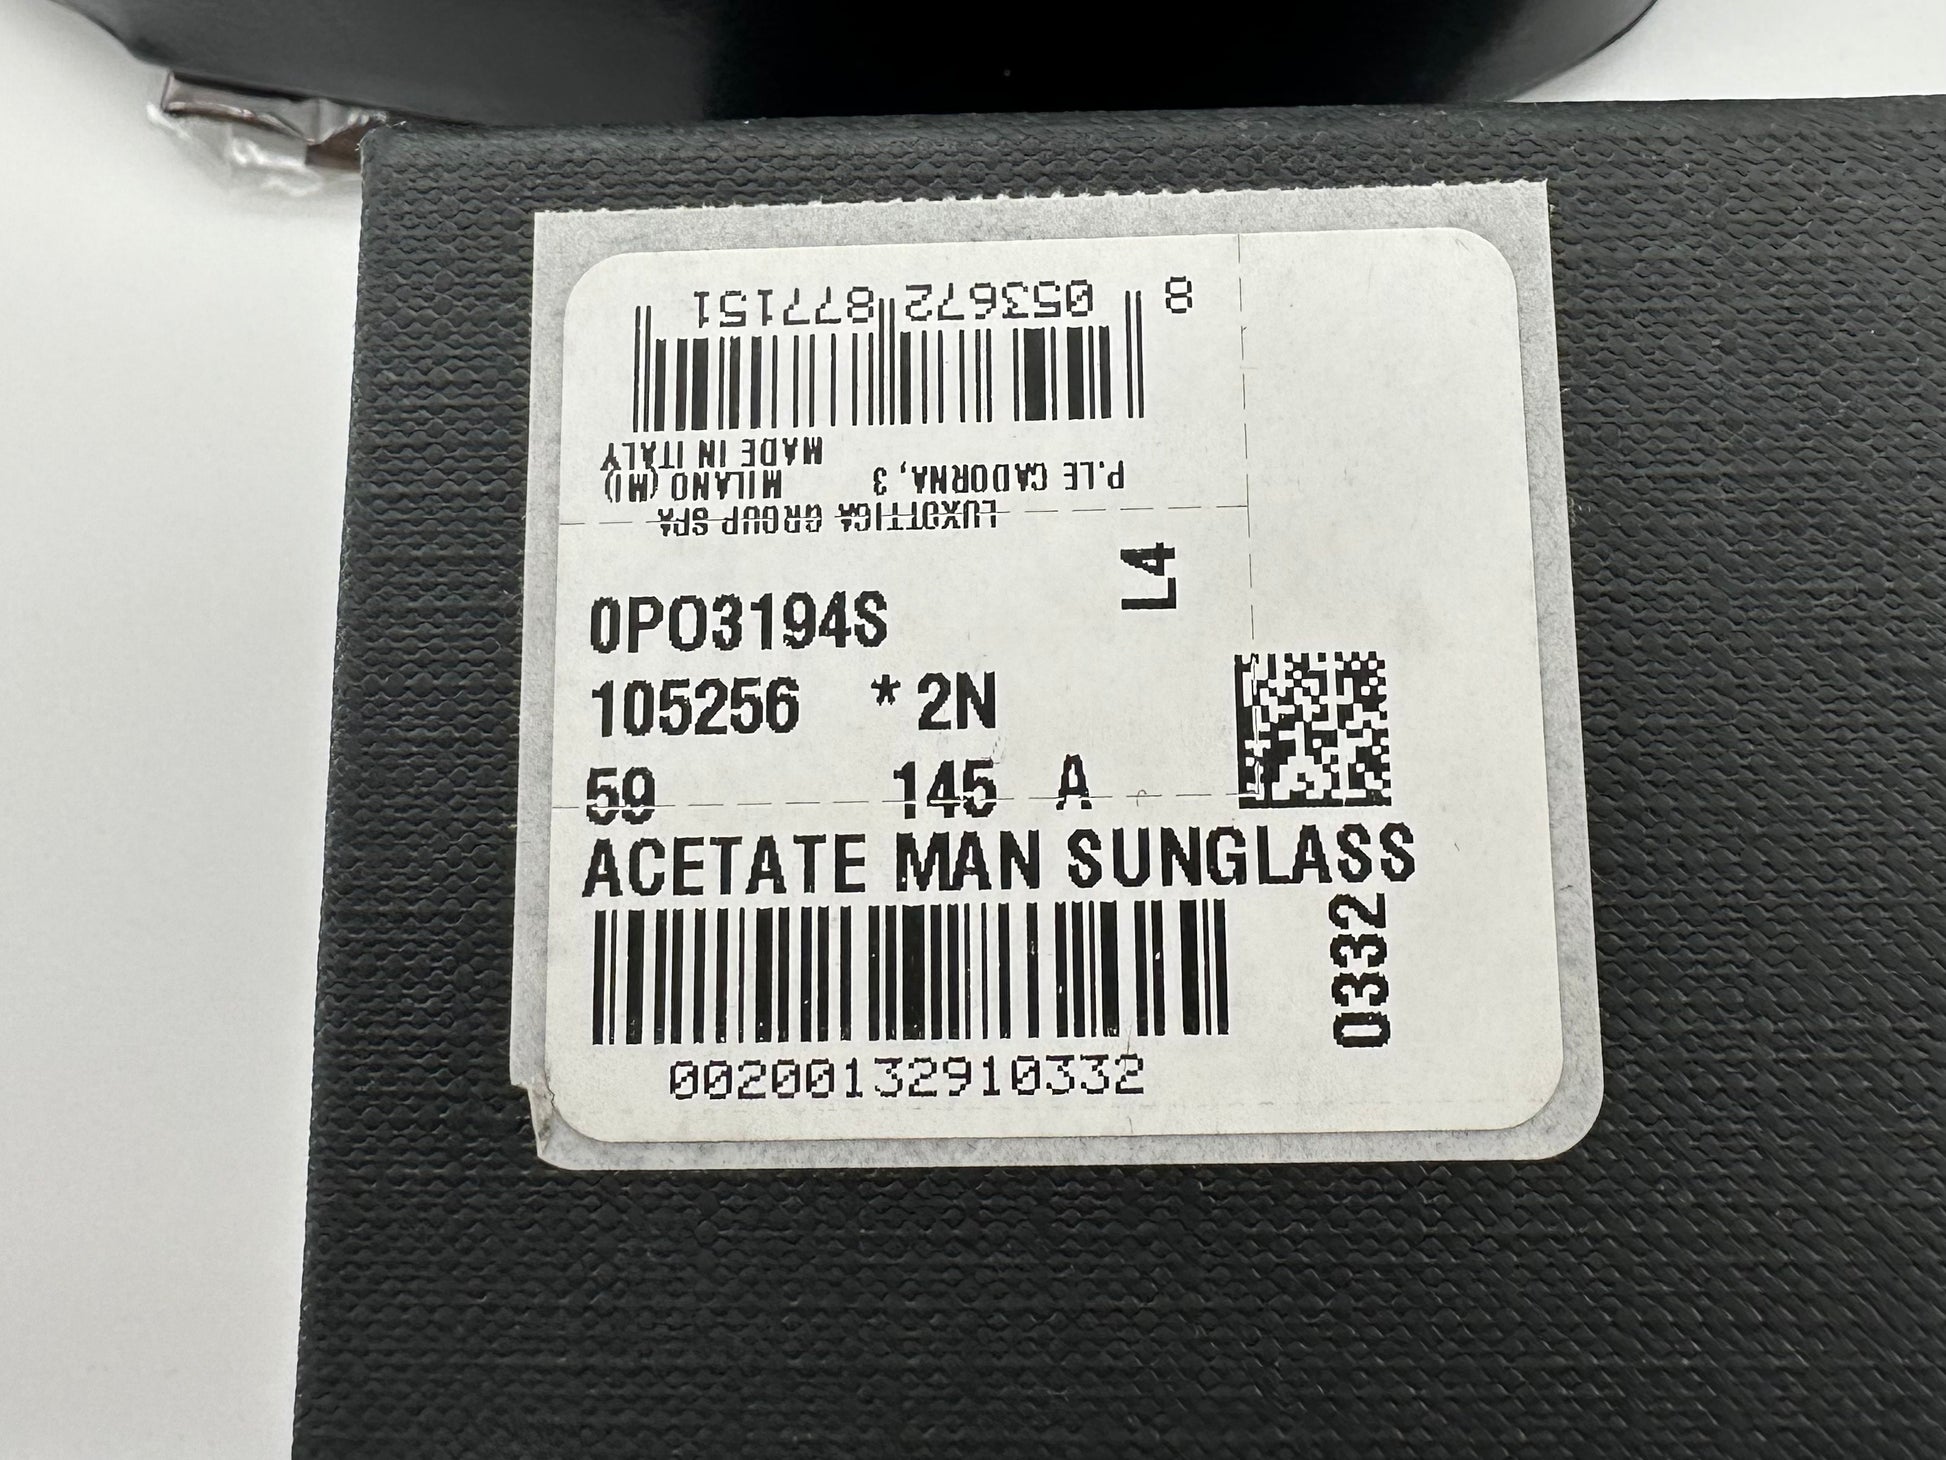 8 053672 877151
MADE IN ITALY
P.LE CADORNA, 3 MILANO (MI)
LUXOTTICA GROUP SPA
L4
0PO3194S
105256 * 2N
59 145 A
ACETATE MAN SUNGLASS
0332
00200132910332